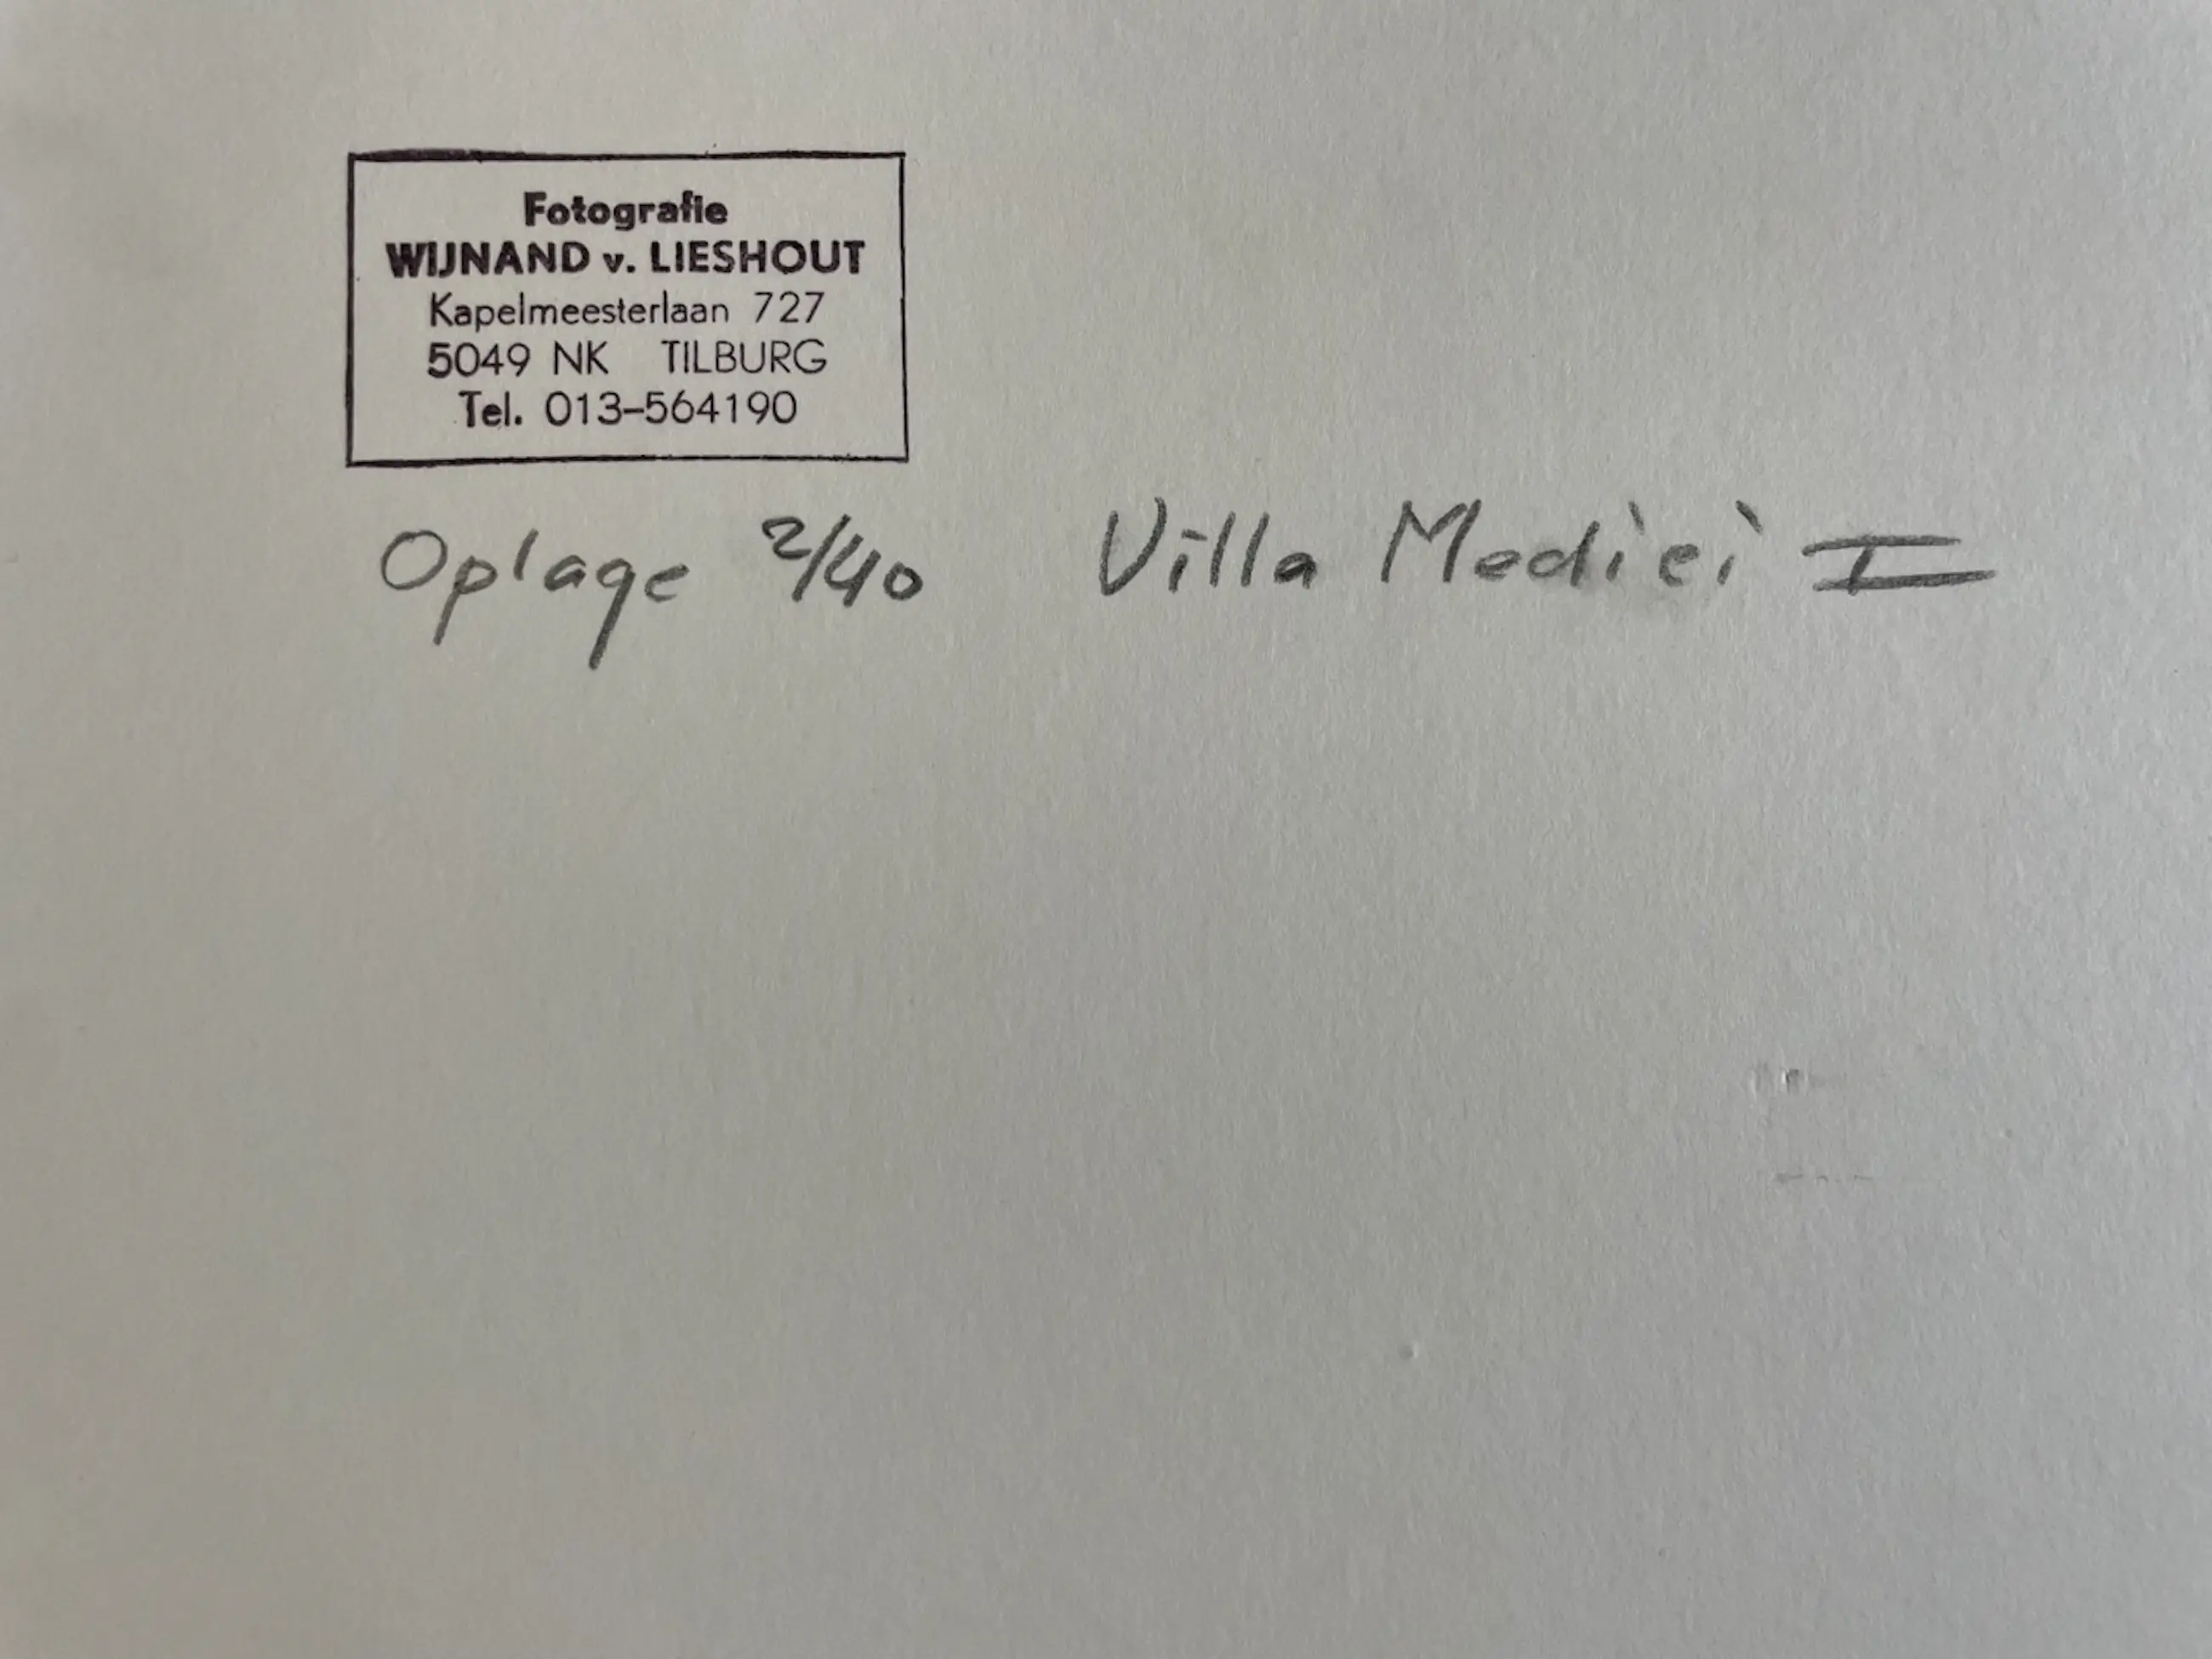 Fotografie
WIJNAND v. LIESHOUT
Kapelmeesterlaan 727
5049 NK TILBURG
Tel. 013-564190
Oplage 2/40 Villa Medici I